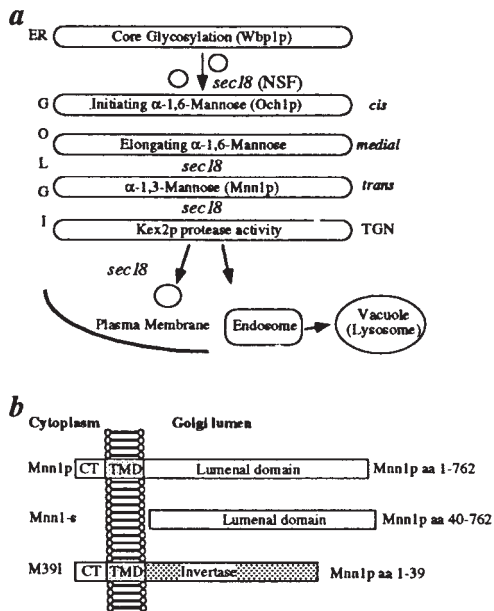 a
ER Core Glycosylation (Wbp1p)
sec18 (NSF)
G Initiating α-1,6-Mannose (Och1p) cis
O Elongating α-1,6-Mannose medial
L sec18
G α-1,3-Mannose (Mnn1p) trans
sec18
I Kex2p protease activity TGN
sec18
Plasma Membrane Endosome Vacuole
(Lysosome)
b
Cytoplasm Golgi lumen
Mnn1p CT TMD Lumenal domain Mnn1p aa 1-762
Mnn1-s Lumenal domain Mnn1p aa 40-762
M39I CT TMD Invertase Mnn1p aa 1-39